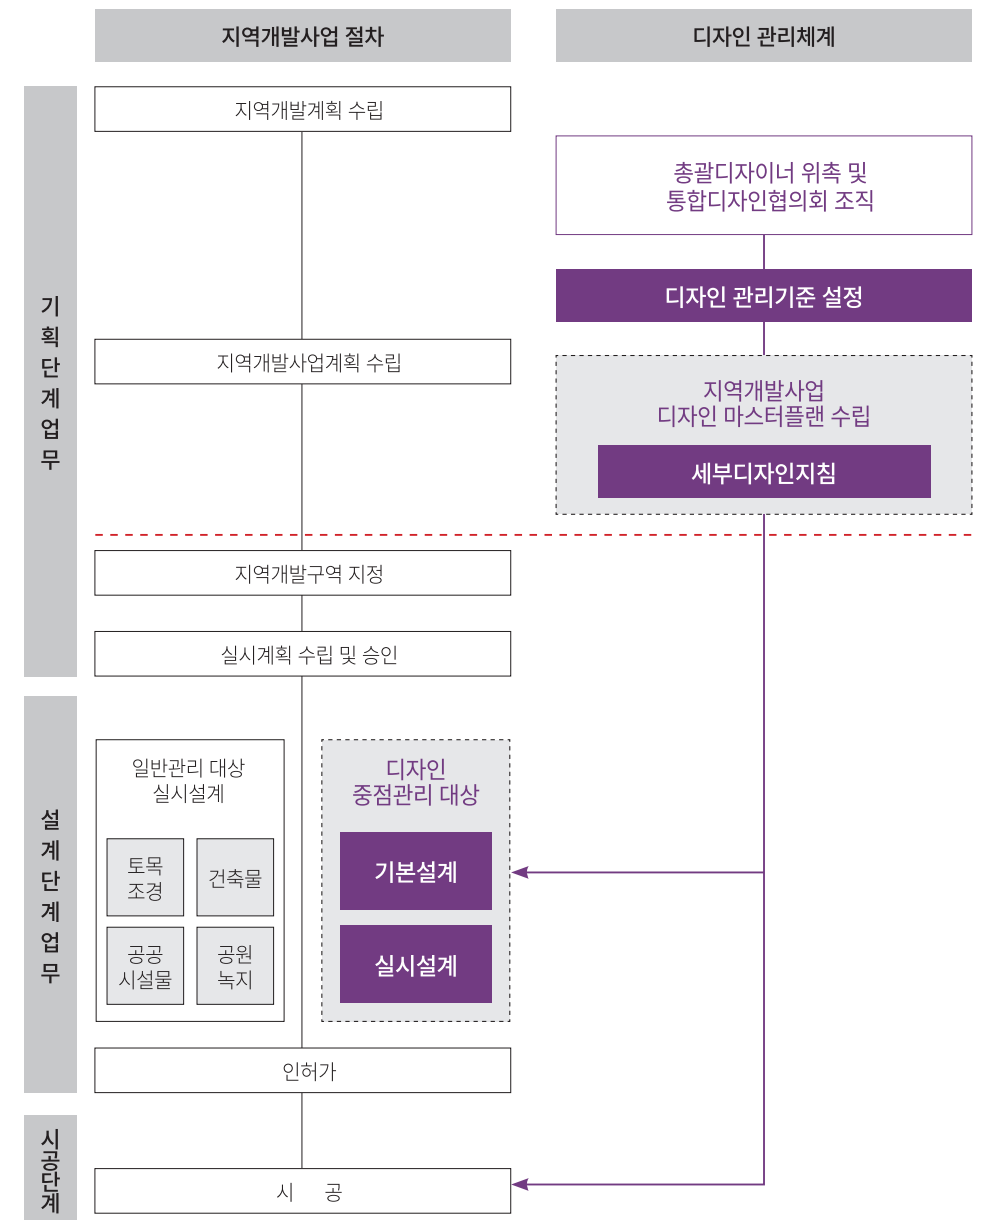 지역개발사업 절차
디자인 관리체계
기획단계업무
지역개발계획 수립
총괄디자이너 위촉 및
통합디자인협의회 조직
디자인 관리기준 설정
지역개발사업계획 수립
지역개발사업
디자인 마스터플랜 수립
세부디자인지침
지역개발구역 지정
실시계획 수립 및 승인
설계단계업무
일반관리 대상
실시설계
토목
조경
건축물
공공
시설물
공원
녹지
디자인
중점관리 대상
기본설계
실시설계
인허가
시공단계
시 공